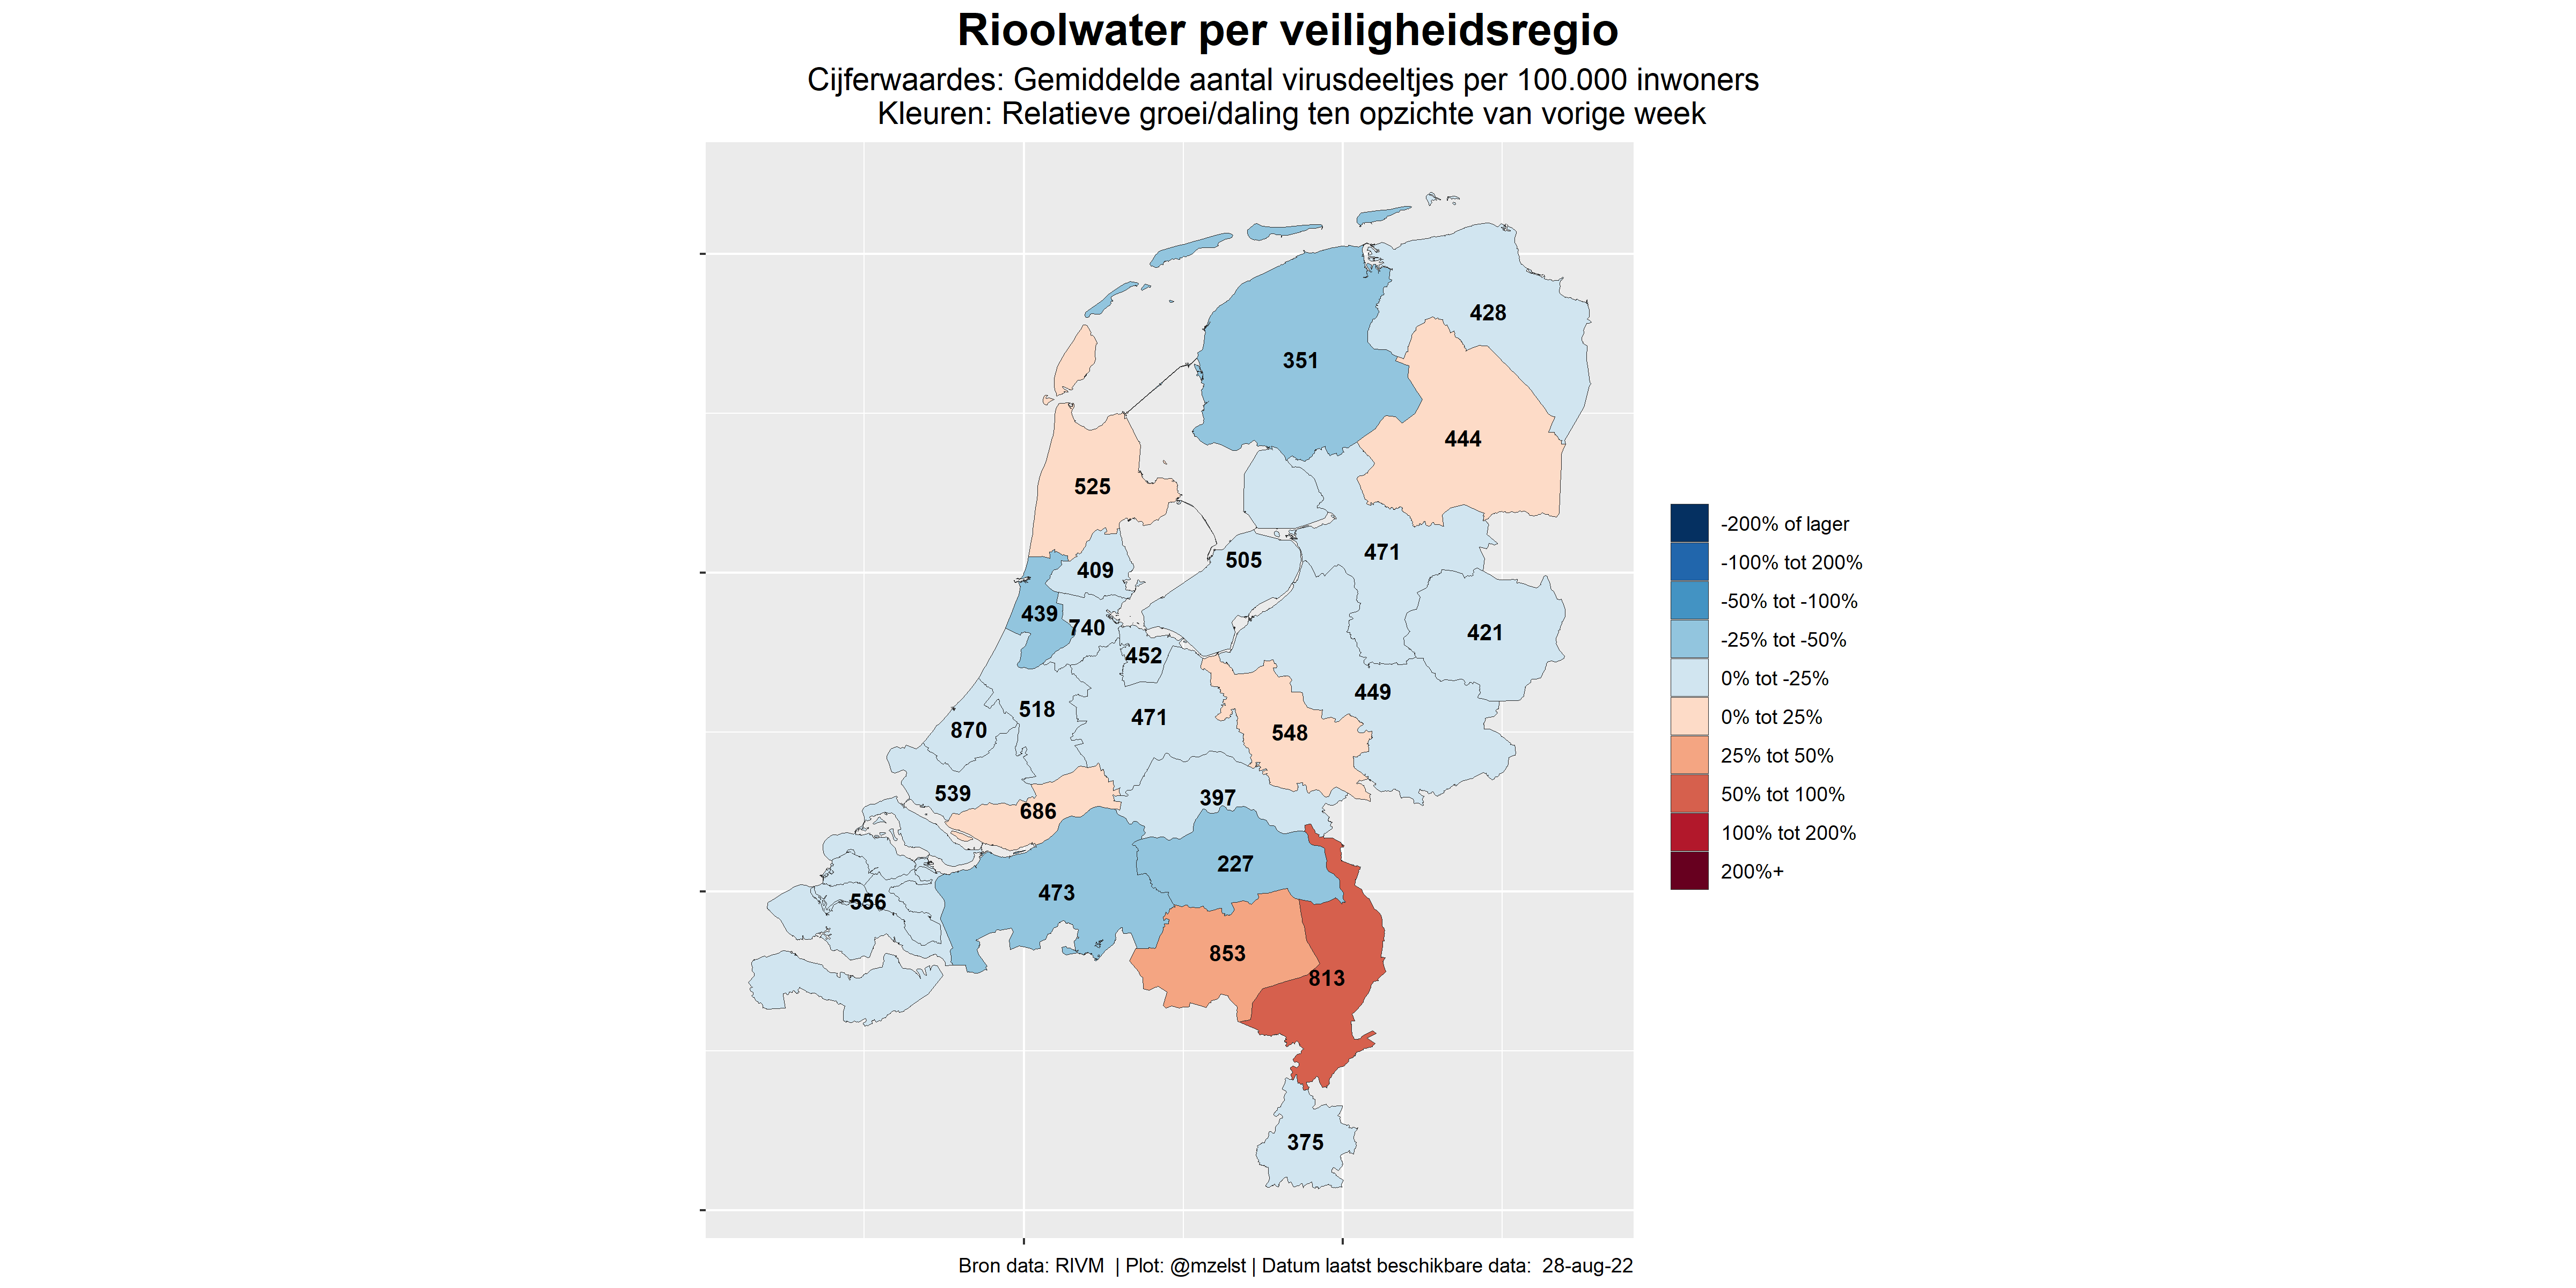 Rioolwater per veiligheidsregio
Cijferwaardes: Gemiddelde aantal virusdeeltjes per 100.000 inwoners
Kleuren: Relatieve groei/daling ten opzichte van vorige week
428
351
444
525
471
505
409
439
740
421
452
449
518
471
870
548
539
397
686
227
473
556
853
813
375
-200% of lager
-100% tot 200%
-50% tot -100%
-25% tot -50%
0% tot -25%
0% tot 25%
25% tot 50%
50% tot 100%
100% tot 200%
200%+
Bron data: RIVM | Plot: @mzelst | Datum laatst beschikbare data: 28-aug-22